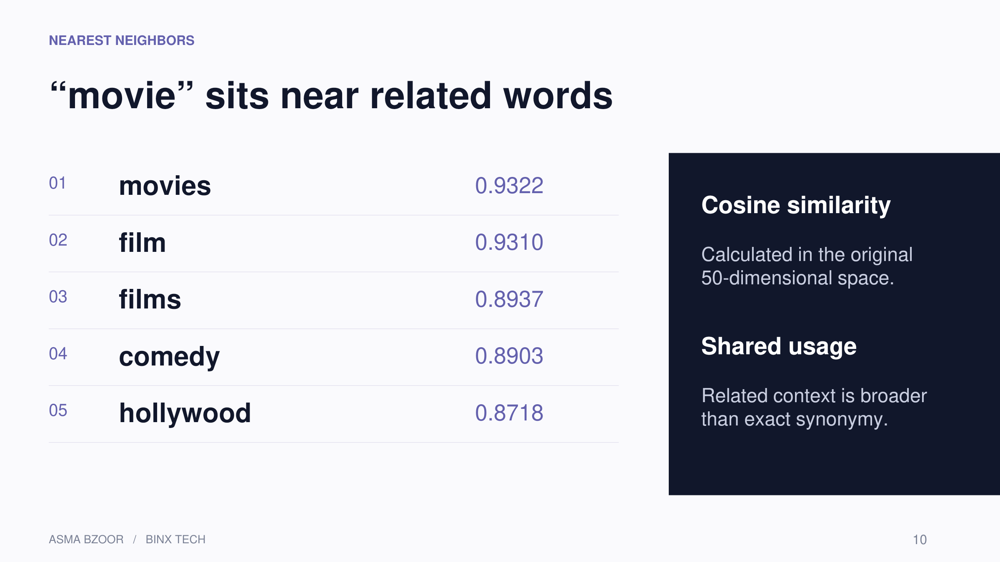 NEAREST NEIGHBORS
“movie” sits near related words
01 movies 0.9322
02 film 0.9310
03 films 0.8937
04 comedy 0.8903
05 hollywood 0.8718
Cosine similarity
Calculated in the original
50-dimensional space.
Shared usage
Related context is broader
than exact synonymy.
ASMA BZOOR / BINX TECH
10